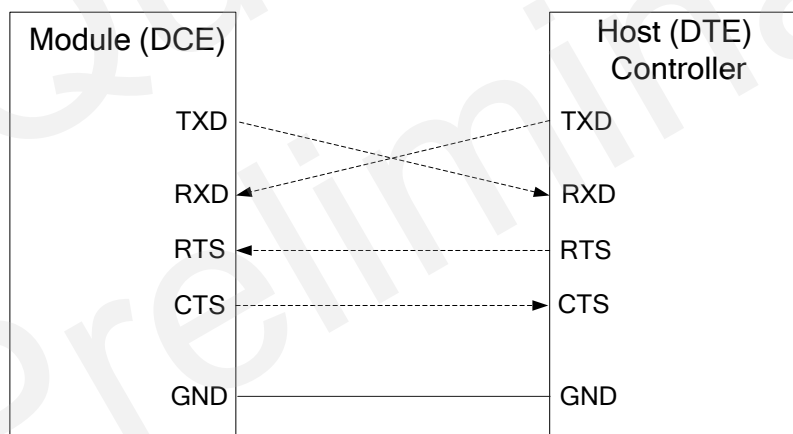 Module (DCE)
Host (DTE)
Controller
TXD
TXD
RXD
RXD
RTS
RTS
CTS
CTS
GND
GND